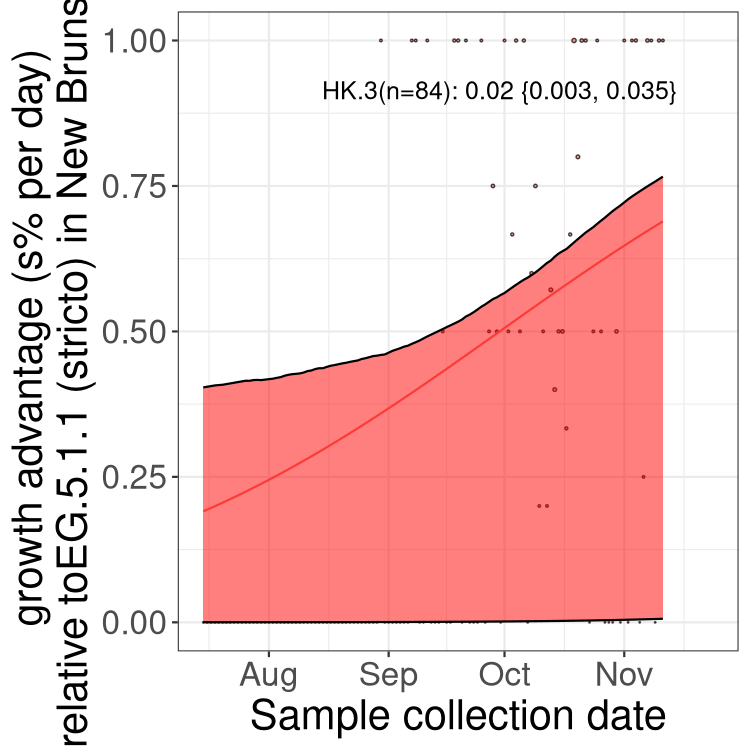 growth advantage (s% per day)
relative toEG.5.1.1 (stricto) in New Bruns
1.00
0.75
0.50
0.25
0.00
HK.3(n=84): 0.02 {0.003, 0.035}
Aug Sep Oct Nov
Sample collection date